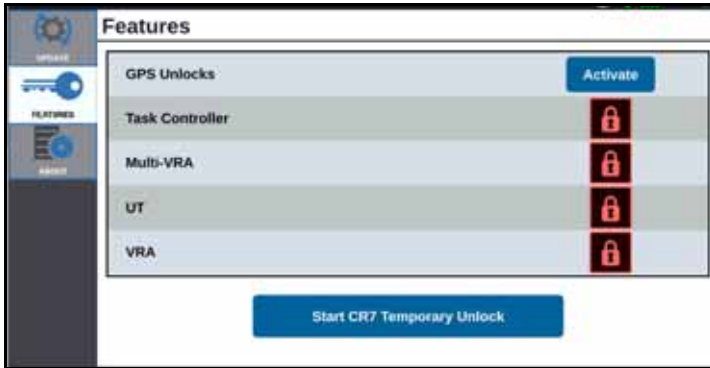 Features
UPDATE
FEATURES
ABOUT
GPS Unlocks
Activate
Task Controller
Multi-VRA
UT
VRA
Start CR7 Temporary Unlock